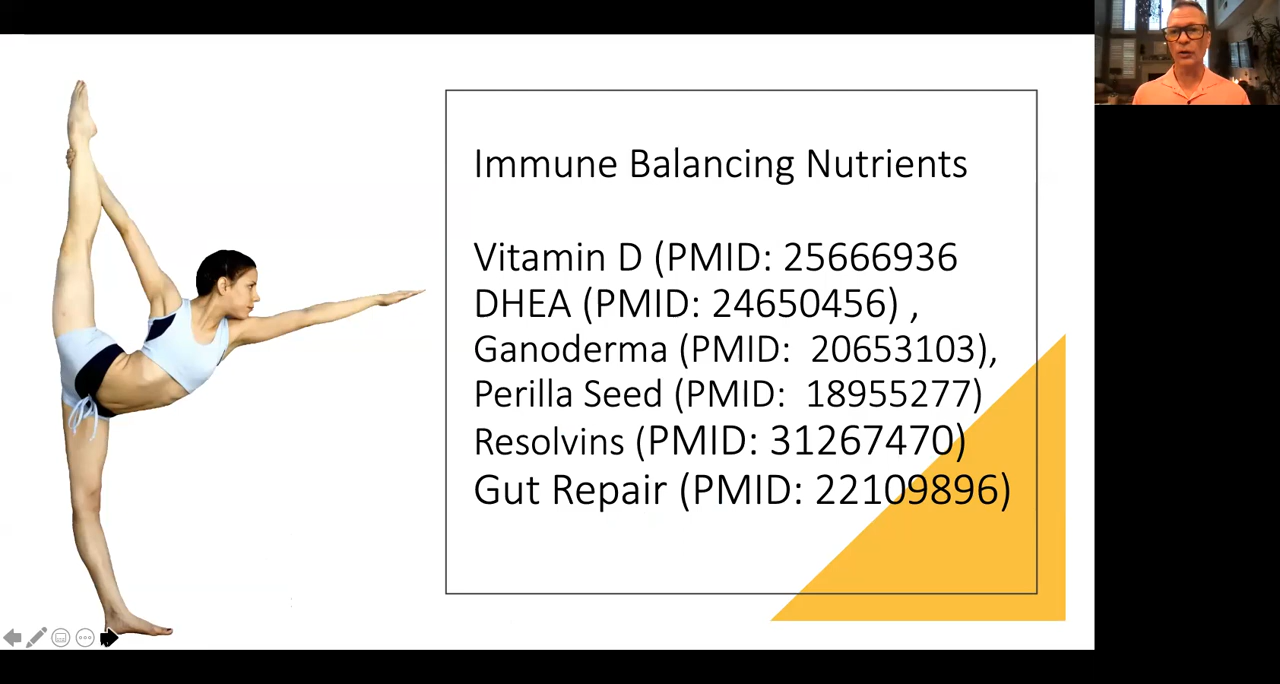 Immune Balancing Nutrients
Vitamin D (PMID: 25666936
DHEA (PMID: 24650456) ,
Ganoderma (PMID:  20653103),
Perilla Seed (PMID:  18955277)
Resolvins (PMID: 31267470)
Gut Repair (PMID: 22109896)